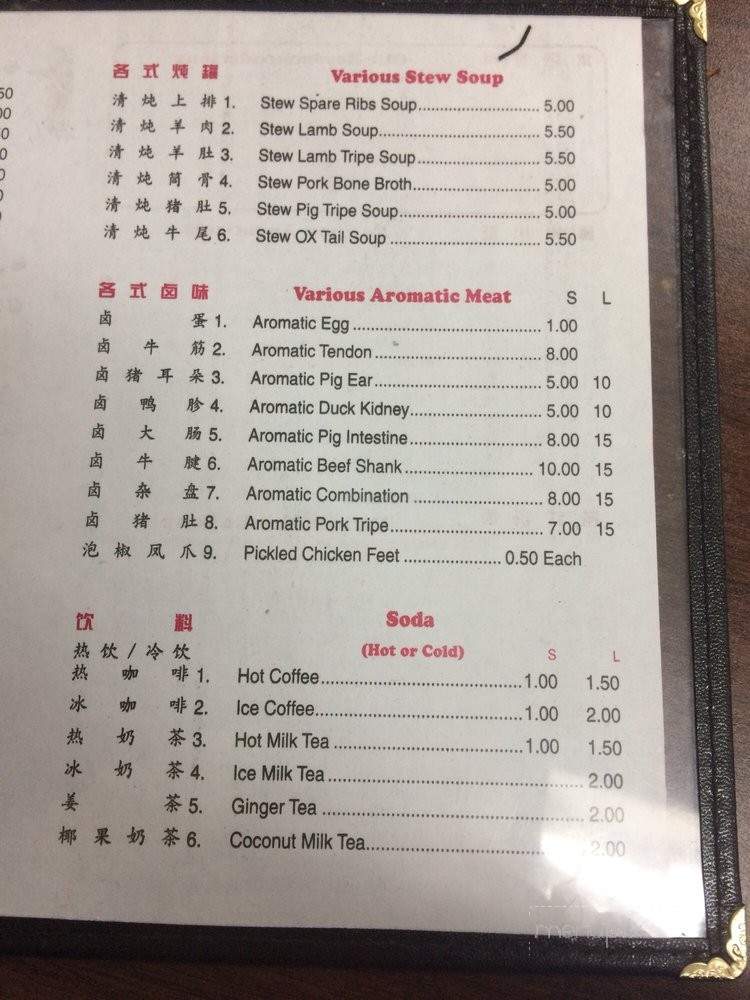 各式炖罐 Various Stew Soup
清炖上排 1. Stew Spare Ribs Soup 5.00
清炖羊肉 2. Stew Lamb Soup 5.50
清炖羊肚 3. Stew Lamb Tripe Soup 5.50
清炖筒骨 4. Stew Pork Bone Broth 5.00
清炖猪肚 5. Stew Pig Tripe Soup 5.00
清炖牛尾 6. Stew OX Tail Soup 5.50
各式卤味 Various Aromatic Meat S L
卤蛋 1. Aromatic Egg 1.00
卤牛筋 2. Aromatic Tendon 8.00
卤猪耳朵 3. Aromatic Pig Ear 5.00 10
卤鸭胗 4. Aromatic Duck Kidney 5.00 10
卤大肠 5. Aromatic Pig Intestine 8.00 15
卤牛腱 6. Aromatic Beef Shank 10.00 15
卤杂盘 7. Aromatic Combination 8.00 15
卤猪肚 8. Aromatic Pork Tripe 7.00 15
泡椒凤爪 9. Pickled Chicken Feet 0.50 Each
饮料 Soda
热饮/冷饮 (Hot or Cold) S L
热咖啡 1. Hot Coffee 1.00 1.50
冰咖啡 2. Ice Coffee 1.00 2.00
热奶茶 3. Hot Milk Tea 1.00 1.50
冰奶茶 4. Ice Milk Tea 2.00
姜茶 5. Ginger Tea 2.00
椰果奶茶 6. Coconut Milk Tea 2.00